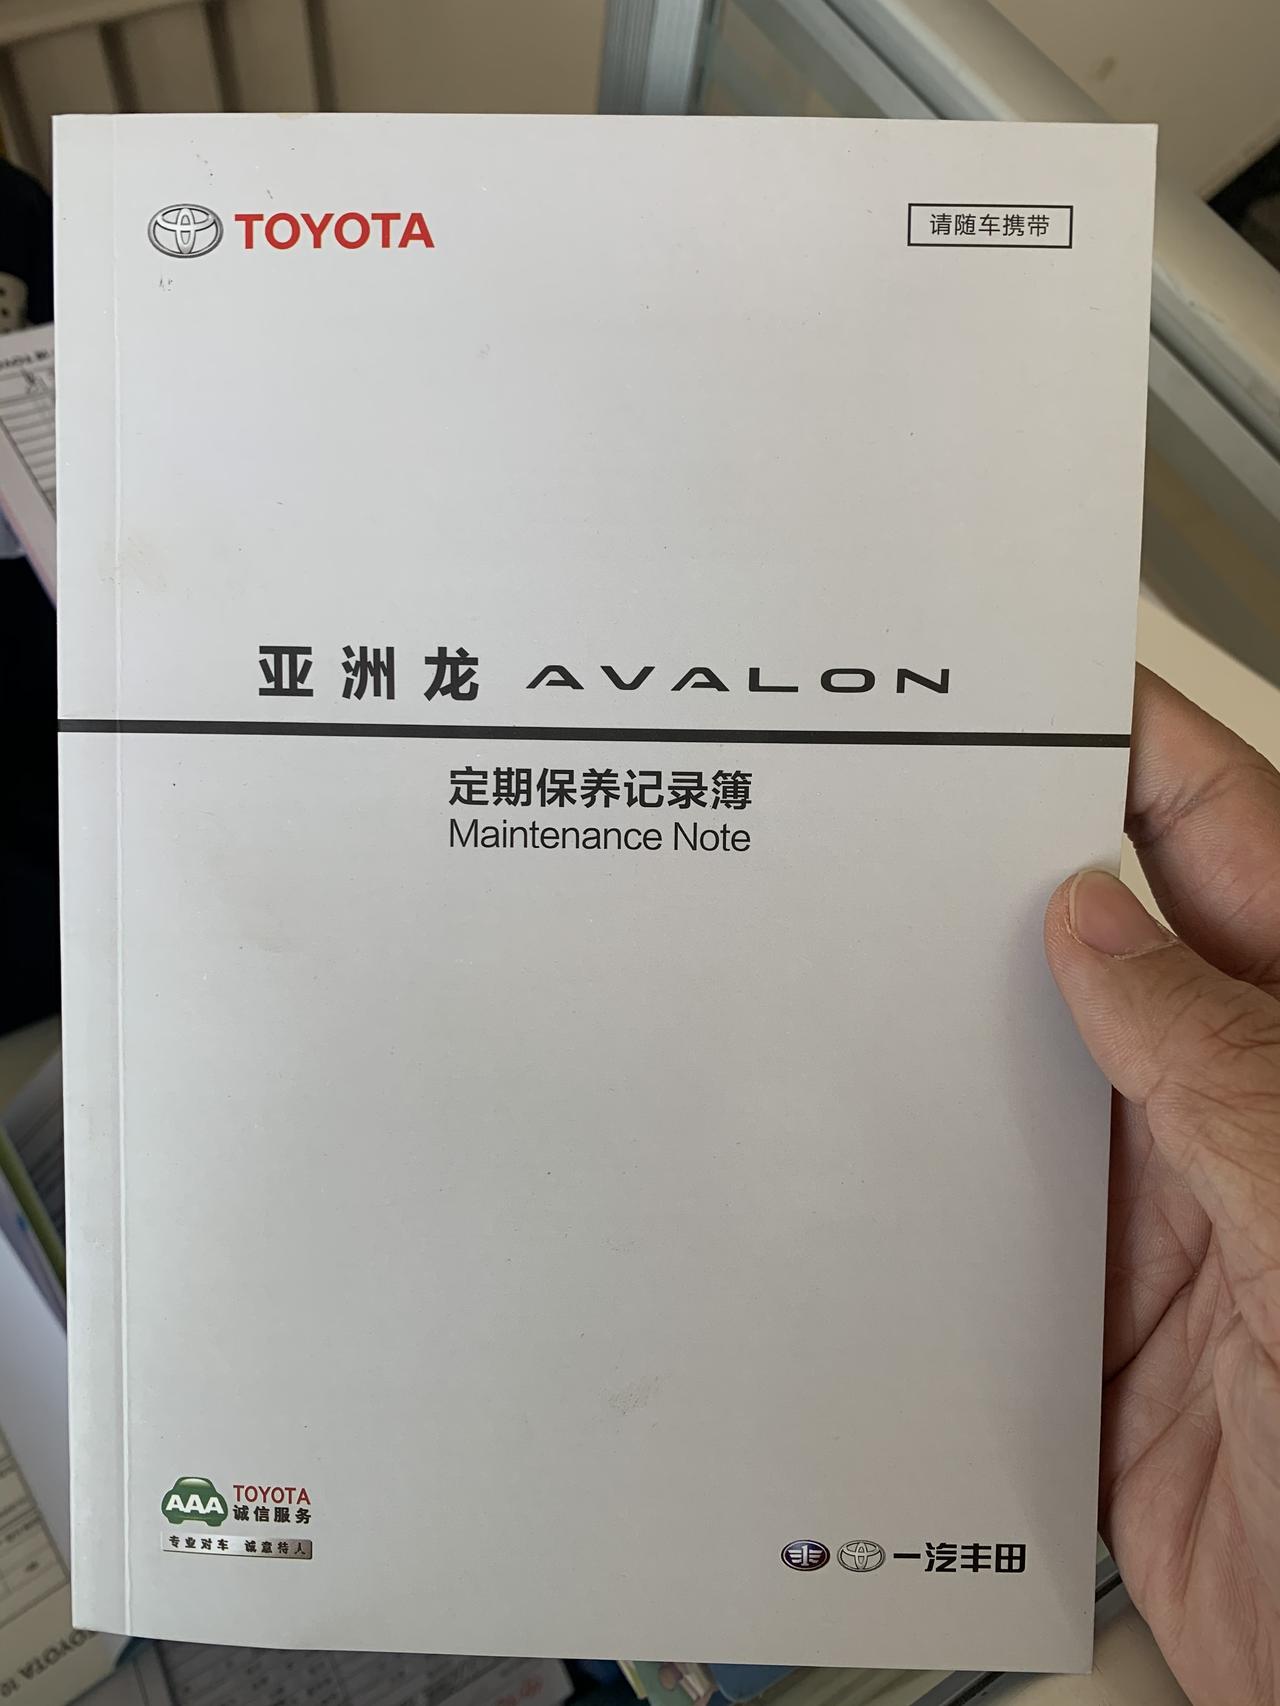 TOYOTA
请随车携带
亚洲龙 AVALON
定期保养记录簿
Maintenance Note
AAA
TOYOTA
诚信服务
专业对车 诚意待人
一汽丰田
TOYOTA